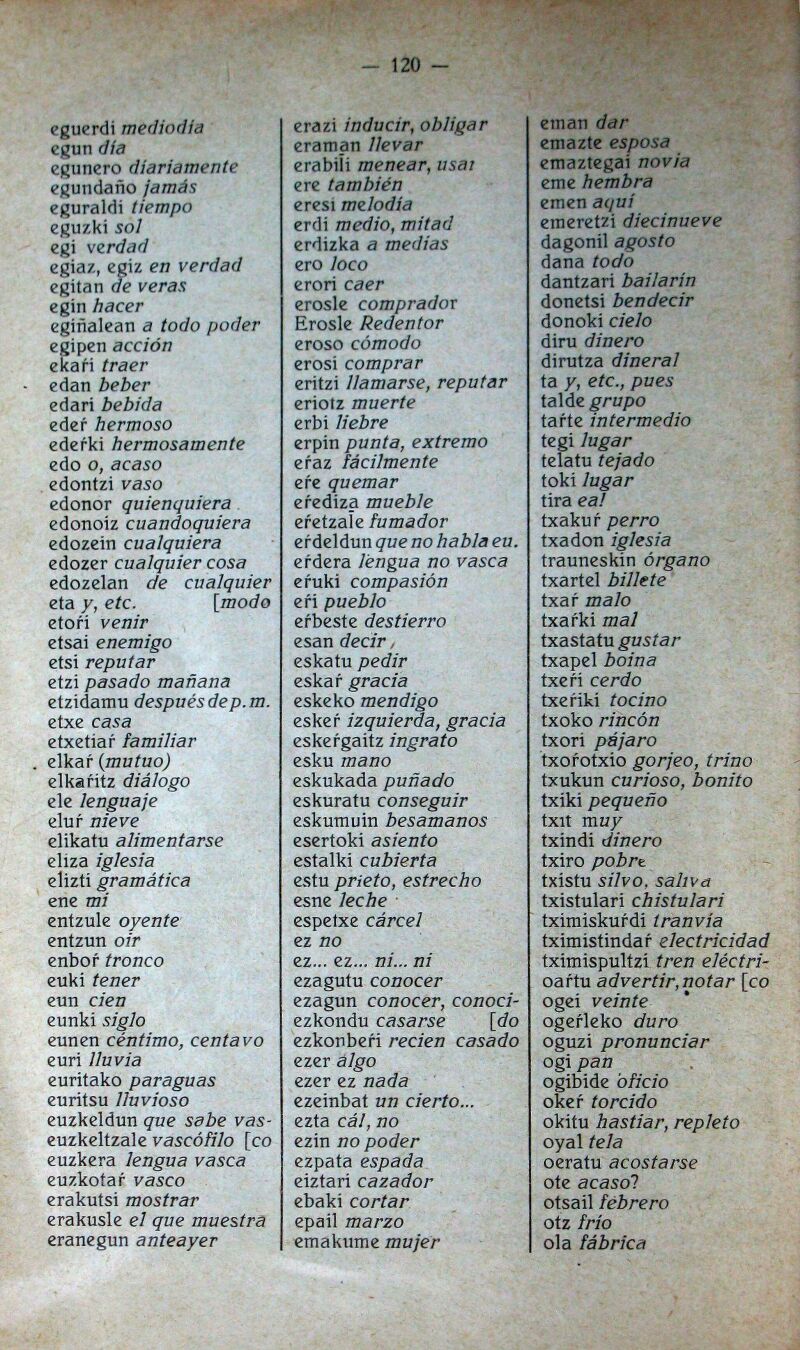 — 120 —
eguerdi mediodía
egun día
egunero diariamente
egundaño jamás
eguraldi tiempo
eguzki sol
egi verdad
egiaz, egiz en verdad
egitan de veras
egin hacer
egiñalean a todo poder
egipen acción
ekaŕi traer
edan beber
edari bebida
edeŕ hermoso
edeŕki hermosamente
edo o, acaso
edontzi vaso
edonor quienquiera
edonoiz cuandoquiera
edozein cualquiera
edozer cualquier cosa
edozelan de cualquier
eta y, etc. [modo
etoŕi venir
etsai enemigo
etsi reputar
etzi pasado mañana
etzidamu después de p. m.
etxe casa
etxetiaŕ familiar
elkaŕ (mutuo)
elkaŕitz diálogo
ele lenguaje
eluŕ nieve
elikatu alimentarse
eliza iglesia
elizti gramática
ene mi
entzule oyente
entzun oir
enboŕ tronco
euki tener
eun cien
eunki siglo
eunen céntimo, centavo
euri lluvia
euritako paraguas
euritsu lluvioso
euzkeldun que sabe vas-
euzkeltzale vascófilo [co
euzkera lengua vasca
euzkotaŕ vasco
erakutsi mostrar
erakusle el que muestra
eranegun anteayer
erazi inducir, obligar
eraman llevar
erabili menear, usar
ere también
eresi melodía
erdi medio, mitad
erdizka a medias
ero loco
erori caer
erosle comprador
Erosle Redentor
eroso cómodo
erosi comprar
eritzi llamarse, reputar
eriotz muerte
erbi liebre
erpin punta, extremo
eŕaz fácilmente
eŕe quemar
eŕediza mueble
eŕetzale fumador
eŕdeldun que no habla eu.
eŕdera lengua no vasca
eŕuki compasión
eŕi pueblo
eŕbeste destierro
esan decir
eskatu pedir
eskaŕ gracia
eskeko mendigo
eskeŕ izquierda, gracia
eskeŕgaitz ingrato
esku mano
eskukada puñado
eskuratu conseguir
eskumuin besamanos
esertoki asiento
estalki cubierta
estu prieto, estrecho
esne leche
espetxe cárcel
ez no
ez... ez... ni... ni
ezagutu conocer
ezagun conocer, conoci-
ezkondu casarse [do
ezkonbeŕi recien casado
ezer algo
ezer ez nada
ezeinbat un cierto...
ezta cá!, no
ezin no poder
ezpata espada
eiztari cazador
ebaki cortar
epail marzo
emakume mujer
eman dar
emazte esposa
emaztegai novia
eme hembra
emen aquí
emeretzi diecinueve
dagonil agosto
dana todo
dantzari bailarín
donetsi bendecir
donoki cielo
diru dinero
dirutza dineral
ta y, etc., pues
talde grupo
taŕte intermedio
tegi lugar
telatu tejado
toki lugar
tira ea!
txakuŕ perro
txadon iglesia
trauneskin órgano
txartel billete
txaŕ malo
txaŕki mal
txastatu gustar
txapel boina
txeŕi cerdo
txeŕiki tocino
txoko rincón
txori pájaro
txoŕotxio gorjeo, trino
txukun curioso, bonito
txiki pequeño
txit muy
txindi dinero
txiro pobre
txistu silvo, saliva
txistulari chistulari
tximiskuŕdi tranvía
tximistindaŕ electricidad
tximispultzi tren eléctri-
oaŕtu advertir, notar [co
ogei veinte
ogeŕleko duro
oguzi pronunciar
ogi pan
ogibide oficio
okeŕ torcido
okitu hastiar, repleto
oyal tela
oeratu acostarse
ote acaso?
otsail febrero
otz frío
ola fábrica